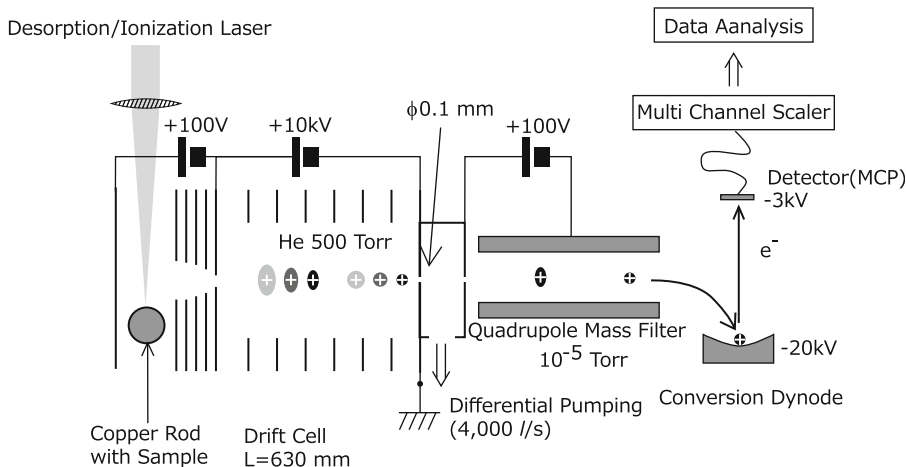 Data Aanalysis
Desorption/Ionization Laser
Multi Channel Scaler
ϕ0.1 mm
+100V
+10kV
+100V
Detector(MCP)
-3kV
He 500 Torr
e-
Quadrupole Mass Filter
10-5 Torr
-20kV
Conversion Dynode
Differential Pumping
(4,000 l/s)
Copper Rod
with Sample
Drift Cell
L=630 mm